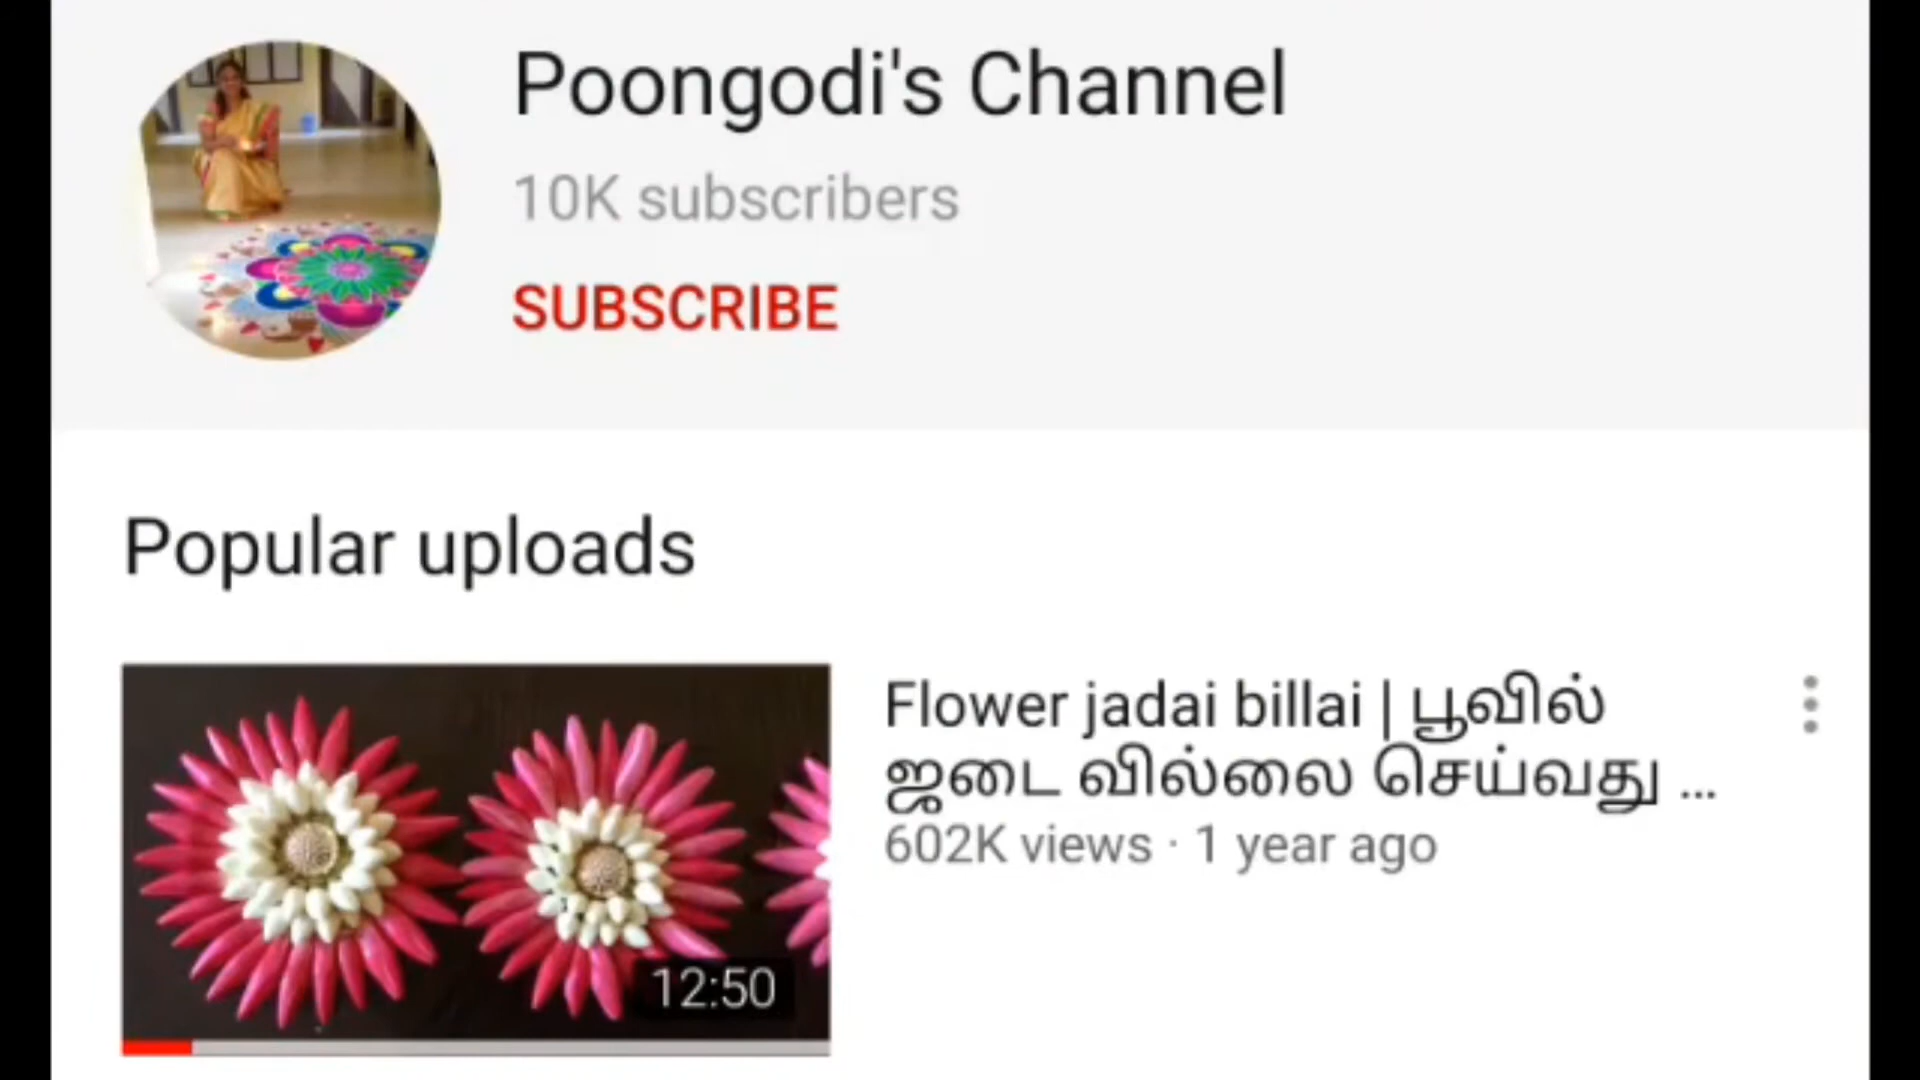 Poongodi's Channel
10K subscribers
SUBSCRIBE
Popular uploads
Flower jadai billai | பூவில்
ஜடை வில்லை செய்வது ...
602K views · 1 year ago
12:50